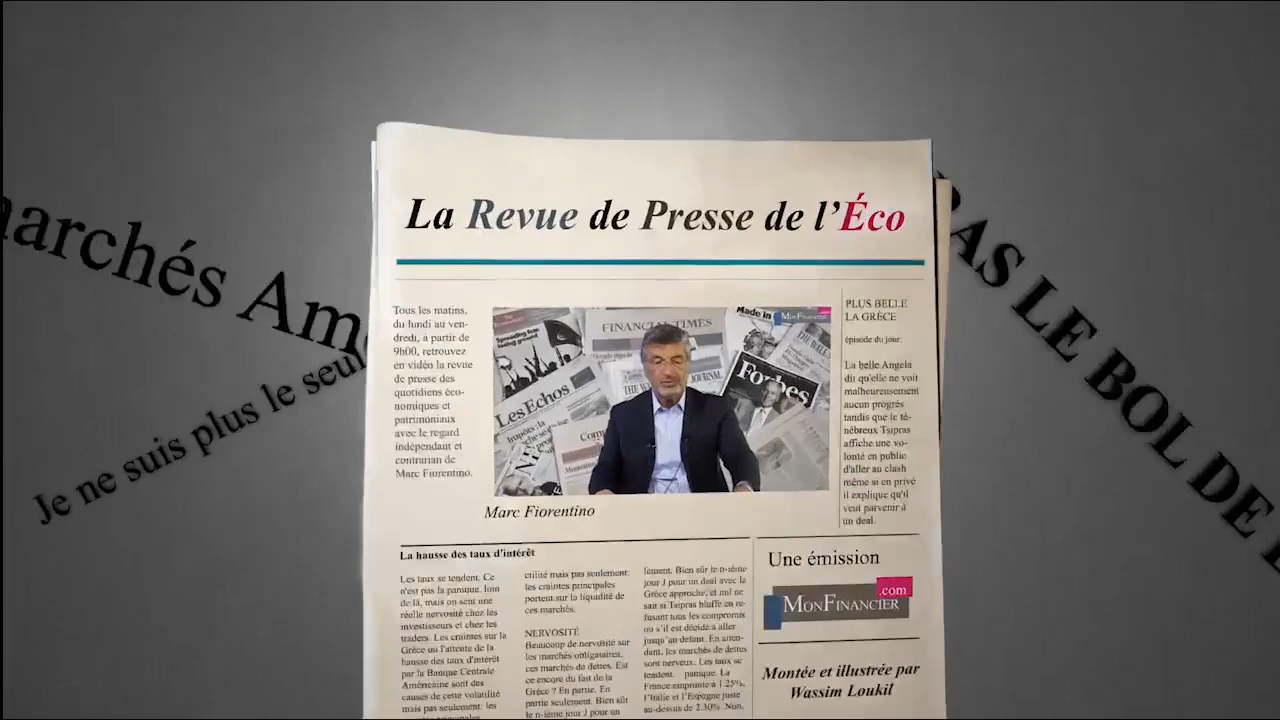 La Revue de Presse de l'Éco
Tous les matins,
du lundi au ven-
dredi, à partir de
9h00, retrouvez
en vidéo la revue
de presse des
quotidiens éco-
nomiques et
patrimoniaux
avec le regard
indépendant et
contrarian de
Marc Fiorentino.
Spreading fear,
FINANCIAL TIMES
Made in
MONFINANCIER
Les Echos
Forbes
JOURNAL
Marc Fiorentino
PLUS BELLE
LA GRÈCE
épisode du jour:
La belle Angela
dit qu'elle ne voit
malheureusement
aucun progrès
tandis que le té-
nébreux Tsipras
affiche une vo-
lonté en public
d'aller au clash
même si en privé
il explique qu'il
veut parvenir à
un deal.
La hausse des taux d'intérêt
Les taux se tendent. Ce
n'est pas la panique, loin
de là, mais on sent une
réelle nervosité chez les
investisseurs et chez les
traders. Les craintes sur la
Grèce ou l'attente de la
hausse des taux d'intérêt
par la Banque Centrale
Américaine sont des
causes de cette volatilité
mais pas seulement: les
ctilité mais pas seulement:
les craintes principales
portent sur la liquidité de
ces marchés.
NERVOSITÉ
Beaucoup de nervosité sur
les marchés obligataires,
ces marchés de dettes. Est
ce encore du fait de la
Grèce ? En partie. En
partie seulement. Bien sûr
le n-ième jour J pour un
lement. Bien sûr le n-ième
jour J pour un deal avec la
Grèce approche, et nul ne
sait si Tsipras bluffe en re-
fusant tous les compromis
ou s'il est décidé à aller
jusqu'au défaut. En atten-
dent, les marchés de dettes
sont nerveux. Les taux se
tendent panique. La
France emprunte à 1.25%,
l'Italie et l'Espagne juste
au-dessus de 2.30%. Non,
Une émission
MONFINANCIER
.com
Montée et illustrée par
Wassim Loukil
marchés Am
Je ne suis plus le seul
RAS LE BOL DE